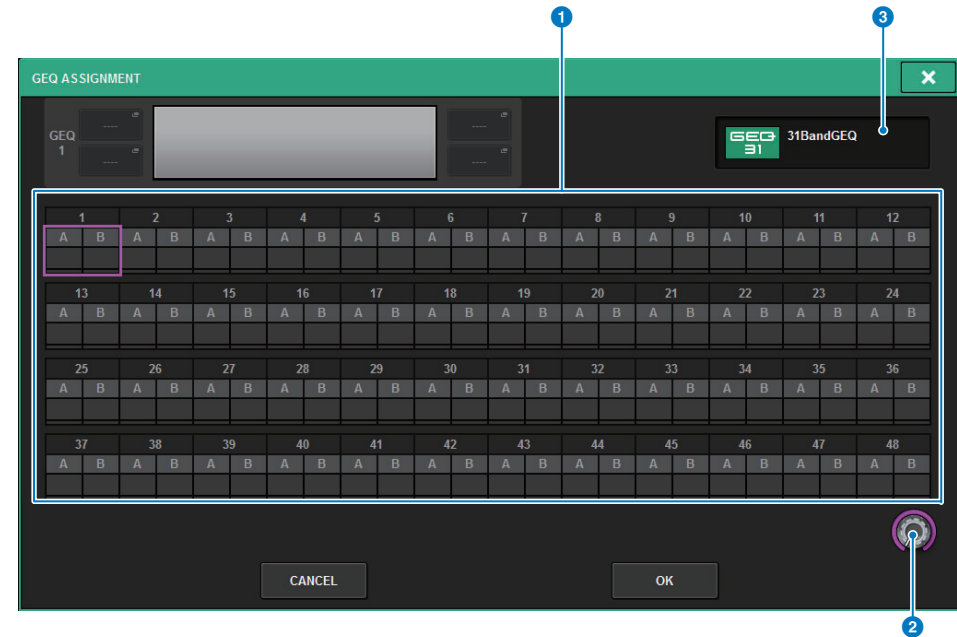 1 3
GEQ ASSIGNMENT
GEQ
1
---- ----
---- ----
GEQ
31
31BandGEQ
1 2 3 4 5 6 7 8 9 10 11 12
A B A B A B A B A B A B A B A B A B A B A B A B
13 14 15 16 17 18 19 20 21 22 23 24
A B A B A B A B A B A B A B A B A B A B A B A B
25 26 27 28 29 30 31 32 33 34 35 36
A B A B A B A B A B A B A B A B A B A B A B A B
37 38 39 40 41 42 43 44 45 46 47 48
A B A B A B A B A B A B A B A B A B A B A B A B
CANCEL OK
2